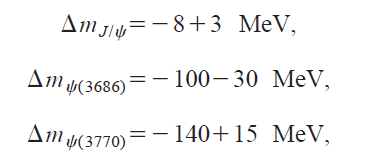 Δm_{J/ψ} = −8+3 MeV,
Δm_{ψ(3686)} = −100−30 MeV,
Δm_{ψ(3770)} = −140+15 MeV,